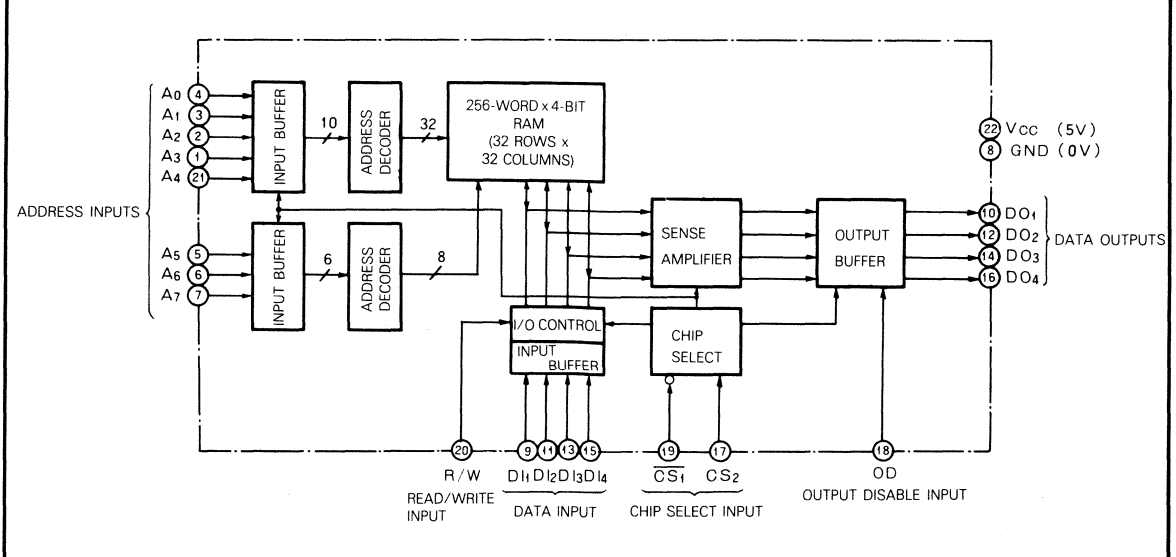 ADDRESS INPUTS
A0 4
A1 3
A2 2
A3 1
A4 21
A5 5
A6 6
A7 7
INPUT BUFFER
10
ADDRESS
DECODER
32
256-WORD x 4-BIT
RAM
(32 ROWS x
32 COLUMNS)
22 VCC (5V)
8 GND (0V)
INPUT BUFFER
6
ADDRESS
DECODER
8
SENSE
AMPLIFIER
OUTPUT
BUFFER
10 DO1
12 DO2
14 DO3
16 DO4
DATA OUTPUTS
I/O CONTROL
INPUT
BUFFER
CHIP
SELECT
20 9 11 13 15 19 17 18
R/W DI1 DI2 DI3 DI4 C̅S̅1̅ CS2 OD
READ/WRITE
INPUT
DATA INPUT
CHIP SELECT INPUT
OUTPUT DISABLE INPUT